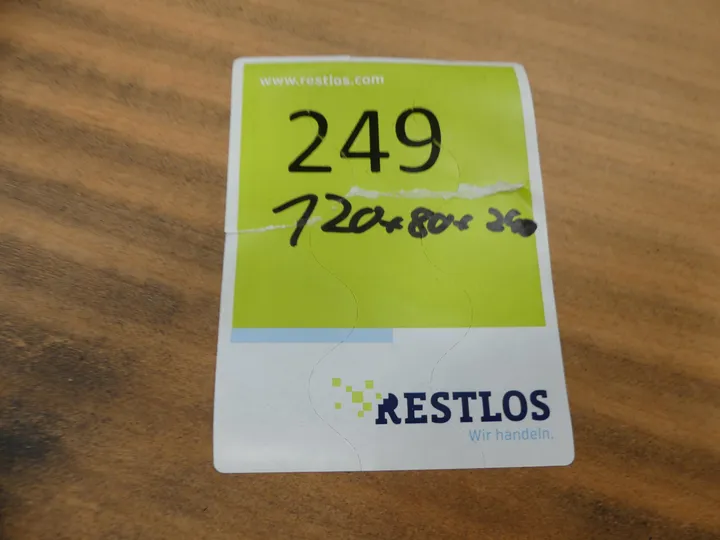 www.restlos.com
249
120x80x
RESTLOS
Wir handeln.